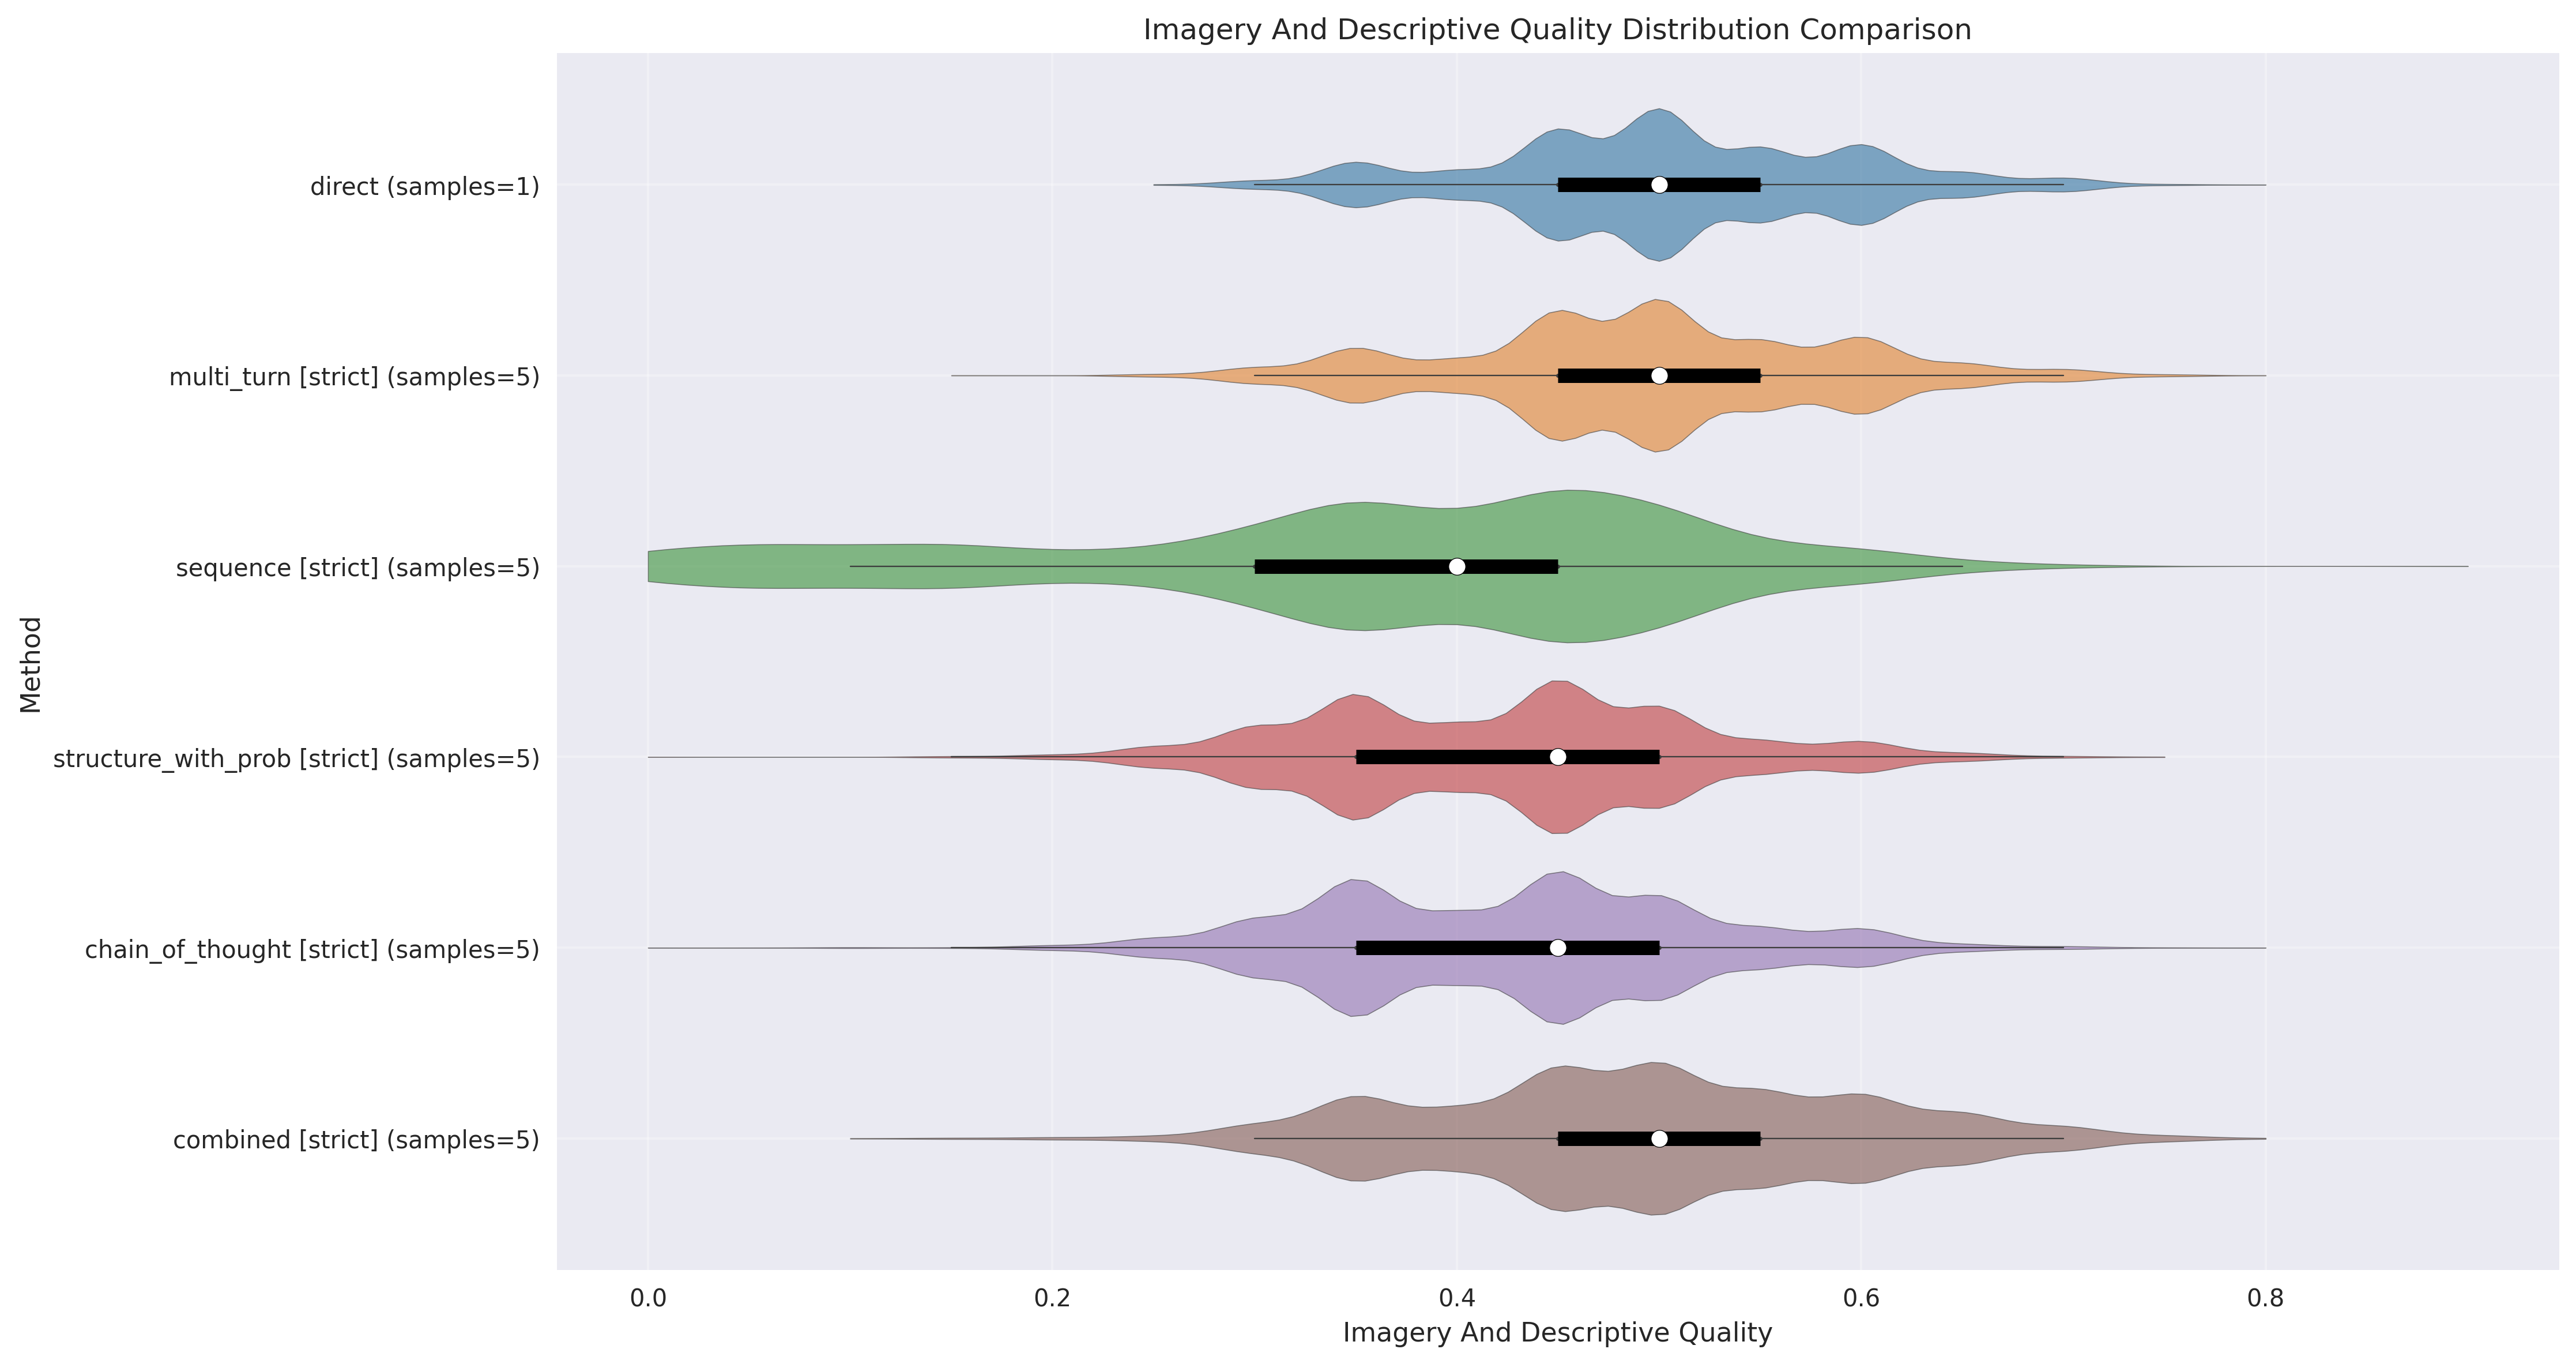 Imagery And Descriptive Quality Distribution Comparison
Method
direct (samples=1)
multi_turn [strict] (samples=5)
sequence [strict] (samples=5)
structure_with_prob [strict] (samples=5)
chain_of_thought [strict] (samples=5)
combined [strict] (samples=5)
0.0 0.2 0.4 0.6 0.8
Imagery And Descriptive Quality